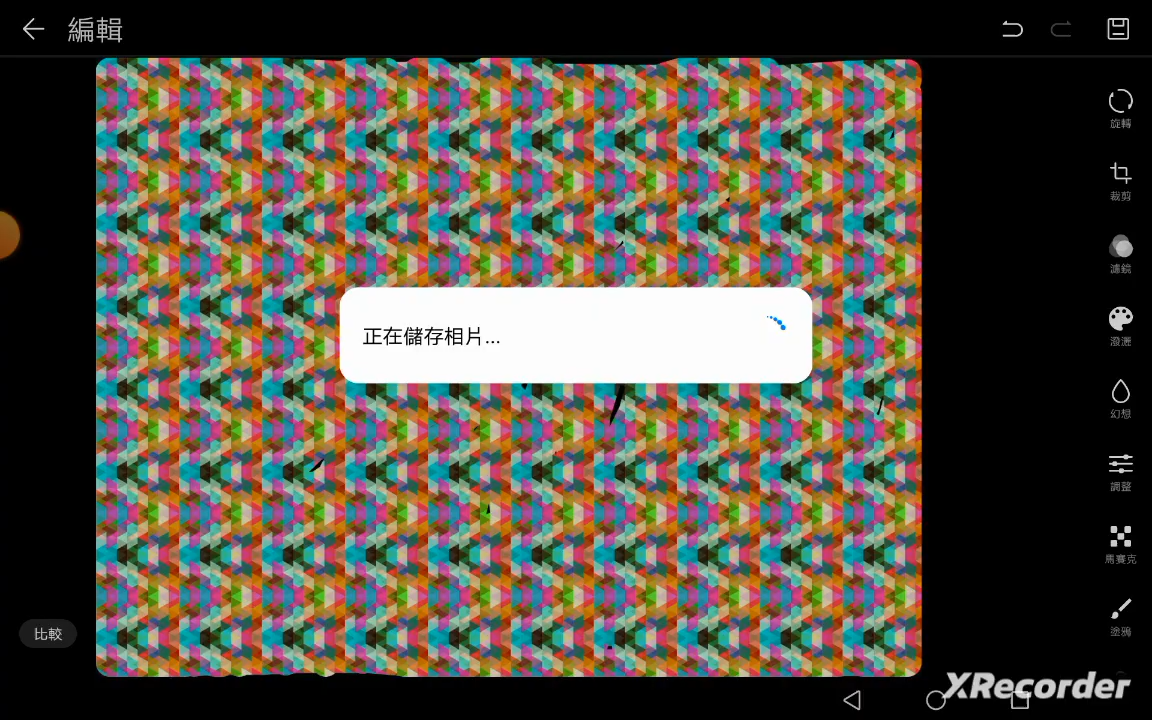 編輯
旋轉
裁剪
濾鏡
正在儲存相片...
潑灑
幻想
調整
馬賽克
比較
塗鴉
XRecorder